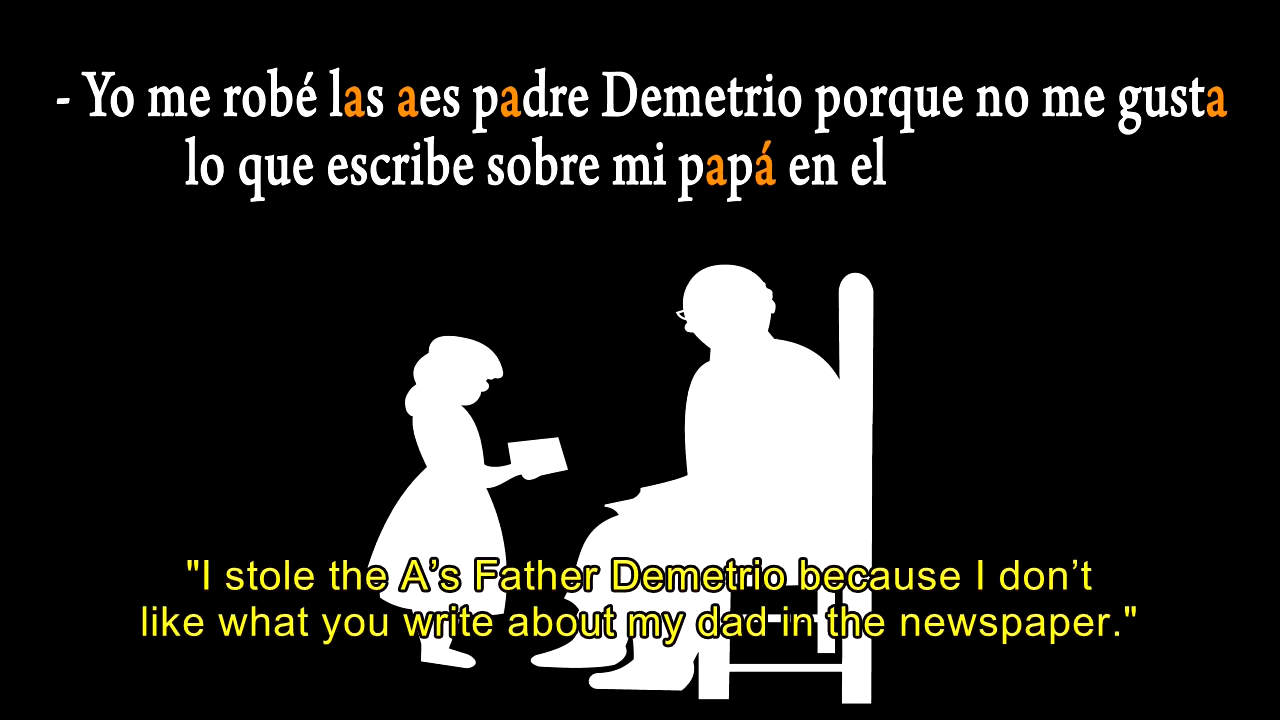 - Yo me robé las aes padre Demetrio porque no me gusta
lo que escribe sobre mi papá en el
"I stole the A’s Father Demetrio because I don’t
like what you write about my dad in the newspaper."